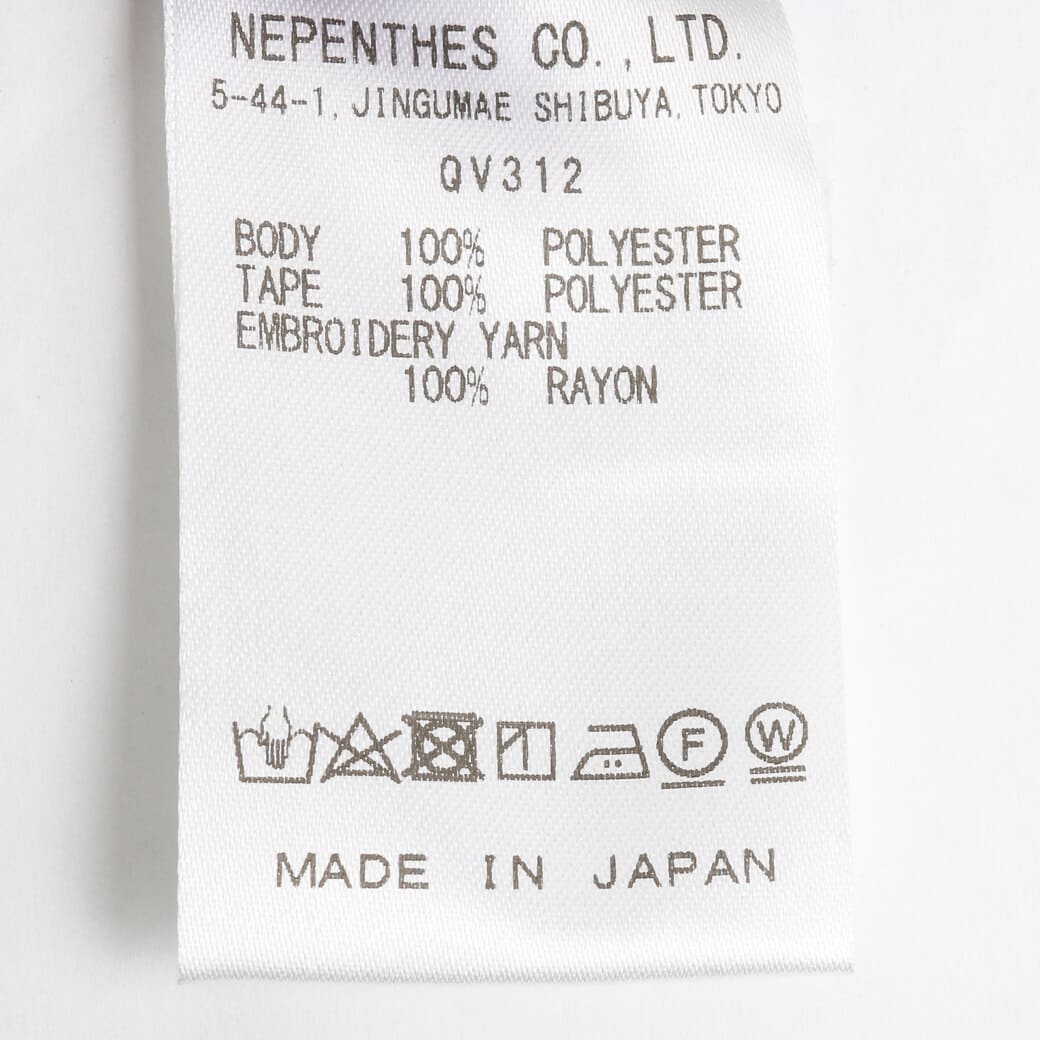 NEPENTHES CO., LTD.
5-44-1, JINGUMAE SHIBUYA, TOKYO
QV312
BODY 100% POLYESTER
TAPE 100% POLYESTER
EMBROIDERY YARN
100% RAYON
F W
MADE IN JAPAN